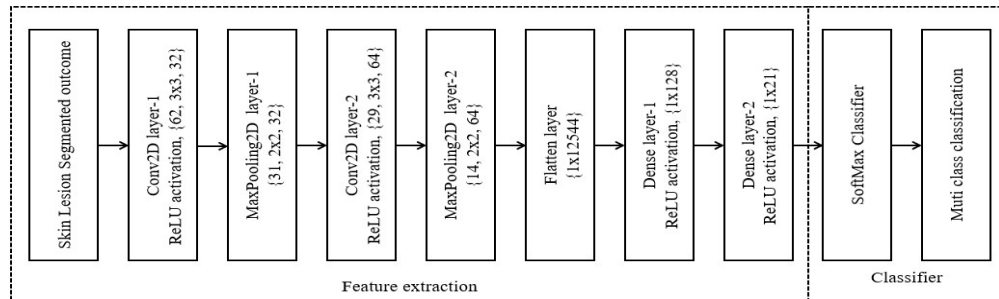 Skin Lesion Segmented outcome
Conv2D layer-1
ReLU activation, {62, 3x3, 32}
MaxPooling2D layer-1
{31, 2x2, 32}
Conv2D layer-2
ReLU activation, {29, 3x3, 64}
MaxPooling2D layer-2
{14, 2x2, 64}
Flatten layer
{1x12544}
Dense layer-1
ReLU activation, {1x128}
Dense layer-2
ReLU activation, {1x21}
SoftMax Classifier
Muti class classification
Feature extraction
Classifier